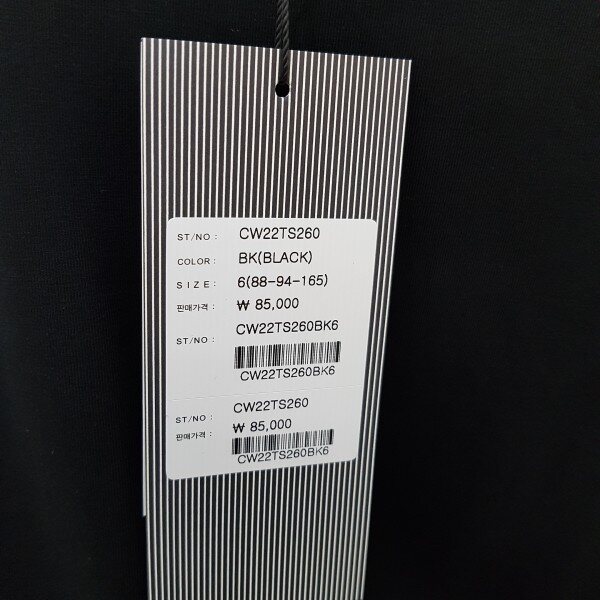 ST/NO : CW22TS260
COLOR : BK(BLACK)
SIZE : 6(88-94-165)
판매가격 : ₩ 85,000
ST/NO : CW22TS260BK6
CW22TS260BK6
ST/NO : CW22TS260
판매가격 : ₩ 85,000
CW22TS260BK6